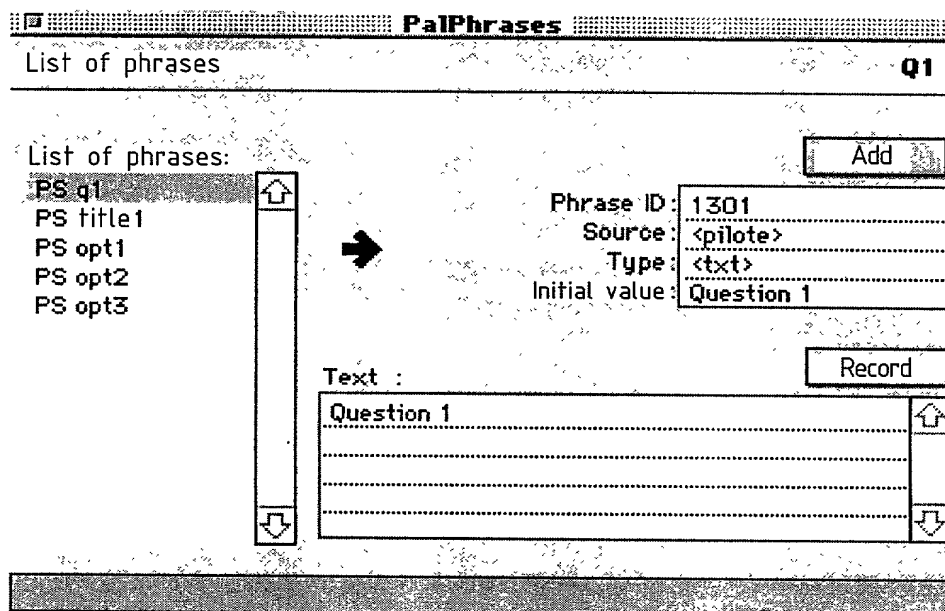 PalPhrases
List of phrases
Q1
List of phrases:
PS q1
PS title1
PS opt1
PS opt2
PS opt3
Add
Phrase ID: 1301
Source: <pilote>
Type: <txt>
Initial value: Question 1
Record
Text :
Question 1